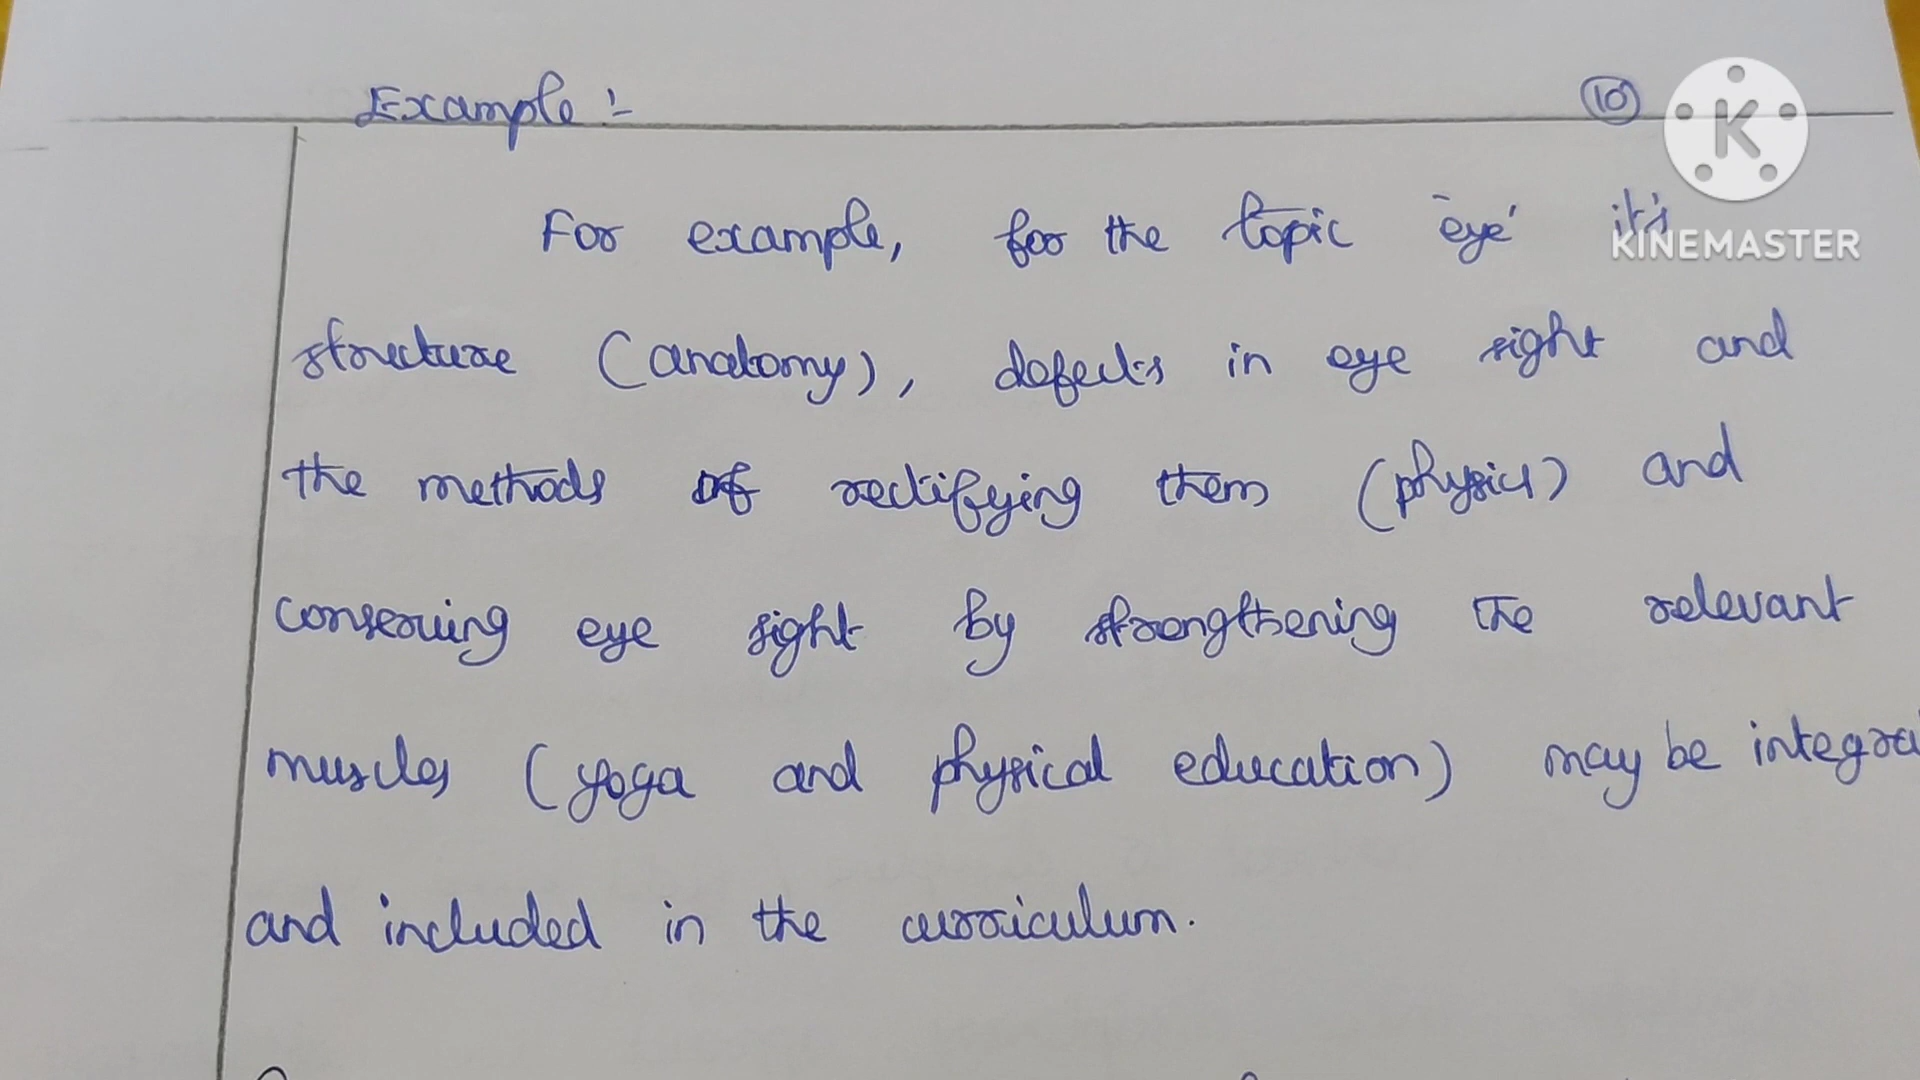 Example :-
10
K
For example, for the topic 'eye' it's
KINEMASTER
structure (anatomy), defects in eye sight and
the methods of rectifying them (physics) and
conserving eye sight by strengthening the relevant
muscles (yoga and physical education) may be integra
and included in the curriculum.